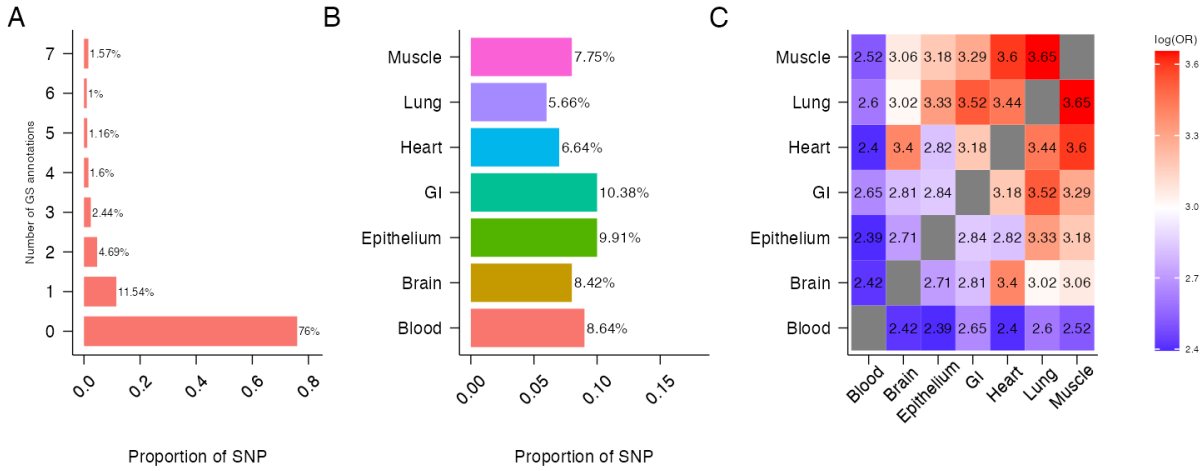 A
Number of GS annotations
7
1.57%
6
1%
5
1.16%
4
1.6%
3
2.44%
2
4.69%
1
11.54%
0
76%
0.0
0.2
0.4
0.6
0.8
Proportion of SNP
B
Muscle
7.75%
Lung
5.66%
Heart
6.64%
GI
10.38%
Epithelium
9.91%
Brain
8.42%
Blood
8.64%
0.00
0.05
0.10
0.15
Proportion of SNP
C
Muscle 2.52 3.06 3.18 3.29 3.6 3.65
Lung 2.6 3.02 3.33 3.52 3.44 3.65
Heart 2.4 3.4 2.82 3.18 3.44 3.6
GI 2.65 2.81 2.84 3.18 3.52 3.29
Epithelium 2.39 2.71 2.84 2.82 3.33 3.18
Brain 2.42 2.71 2.81 3.4 3.02 3.06
Blood 2.42 2.39 2.65 2.4 2.6 2.52
Blood
Brain
Epithelium
GI
Heart
Lung
Muscle
log(OR)
3.6
3.3
3.0
2.7
2.4